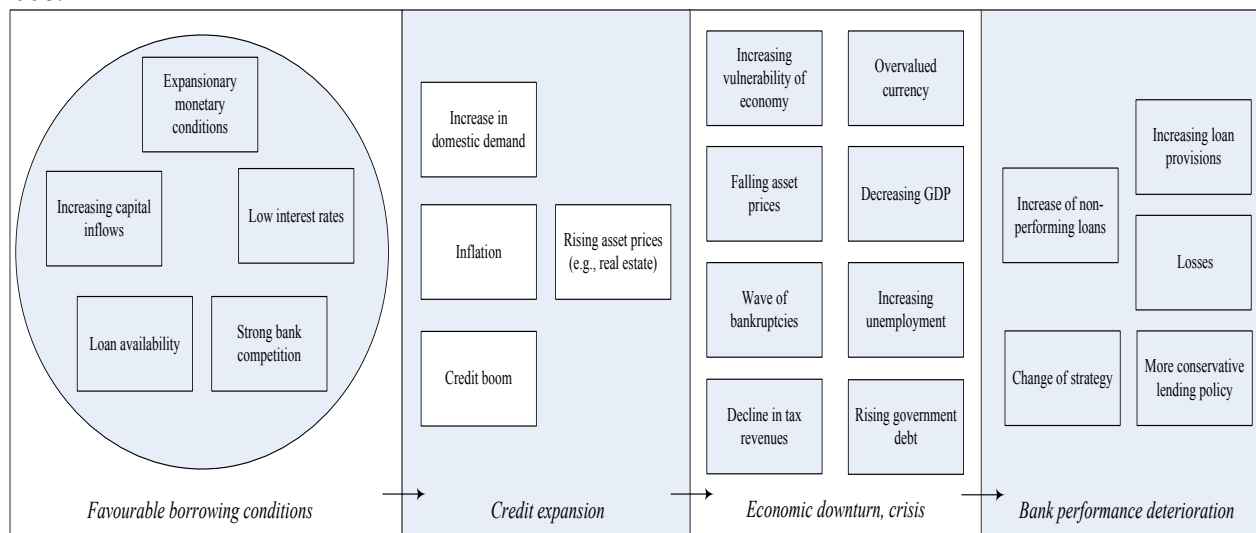 Expansionary
monetary
conditions
Increasing capital
inflows
Low interest rates
Loan availability
Strong bank
competition
Favourable borrowing conditions
Increase in
domestic demand
Inflation
Rising asset prices
(e.g., real estate)
Credit boom
Credit expansion
Increasing
vulnerability of
economy
Overvalued
currency
Falling asset
prices
Decreasing GDP
Wave of
bankruptcies
Increasing
unemployment
Decline in tax
revenues
Rising government
debt
Economic downturn, crisis
Increasing loan
provisions
Increase of non-
performing loans
Losses
Change of strategy
More conservative
lending policy
Bank performance deterioration